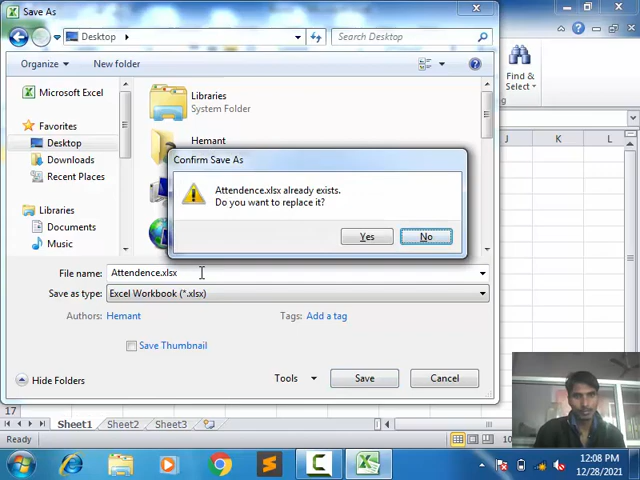 Save As
Desktop
Search Desktop
Organize
New folder
Microsoft Excel
Favorites
Desktop
Downloads
Recent Places
Libraries
Documents
Music
Libraries
System Folder
Hemant
Confirm Save As
Attendence.xlsx already exists.
Do you want to replace it?
Yes
No
File name:
Attendence.xlsx
Save as type:
Excel Workbook (*.xlsx)
Authors:
Hemant
Tags:
Add a tag
Save Thumbnail
Hide Folders
Tools
Save
Cancel
Find &
Select
J
K
L
17
Sheet1
Sheet2
Sheet3
Ready
12:08 PM
12/28/2021